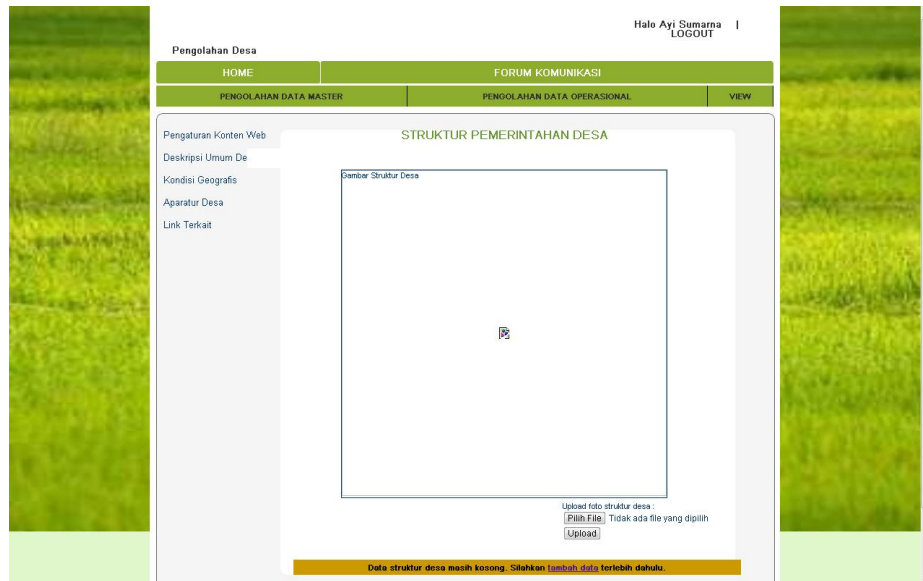 Halo Ayi Sumarna |
LOGOUT
Pengolahan Desa
HOME FORUM KOMUNIKASI
PENGOLAHAN DATA MASTER PENGOLAHAN DATA OPERASIONAL VIEW
Pengaturan Konten Web
Deskripsi Umum De
Kondisi Geografis
Aparatur Desa
Link Terkait
STRUKTUR PEMERINTAHAN DESA
Gambar Struktur Desa
Upload foto struktur desa :
Pilih File Tidak ada file yang dipilih
Upload
Data struktur desa masih kosong. Silahkan tambah data terlebih dahulu.